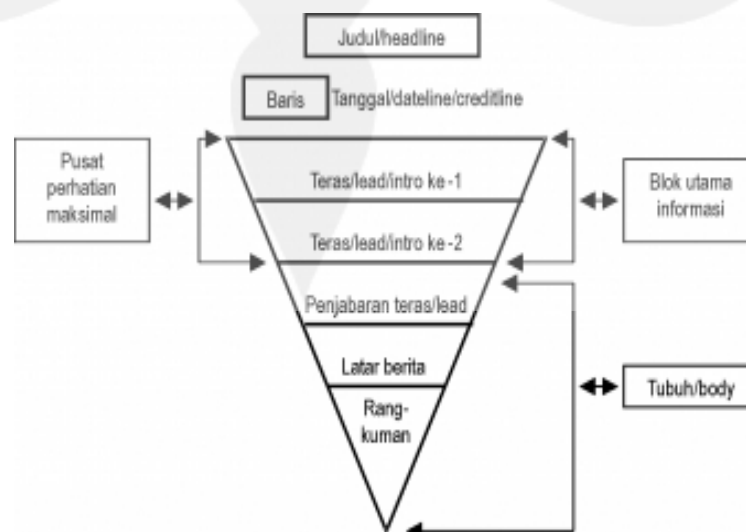 Judul/headline
Baris Tanggal/dateline/creditline
Pusat
perhatian
maksimal
Teras/lead/intro ke-1
Teras/lead/intro ke-2
Penjabaran teras/lead
Latar berita
Rang-
kuman
Blok utama
informasi
Tubuh/body